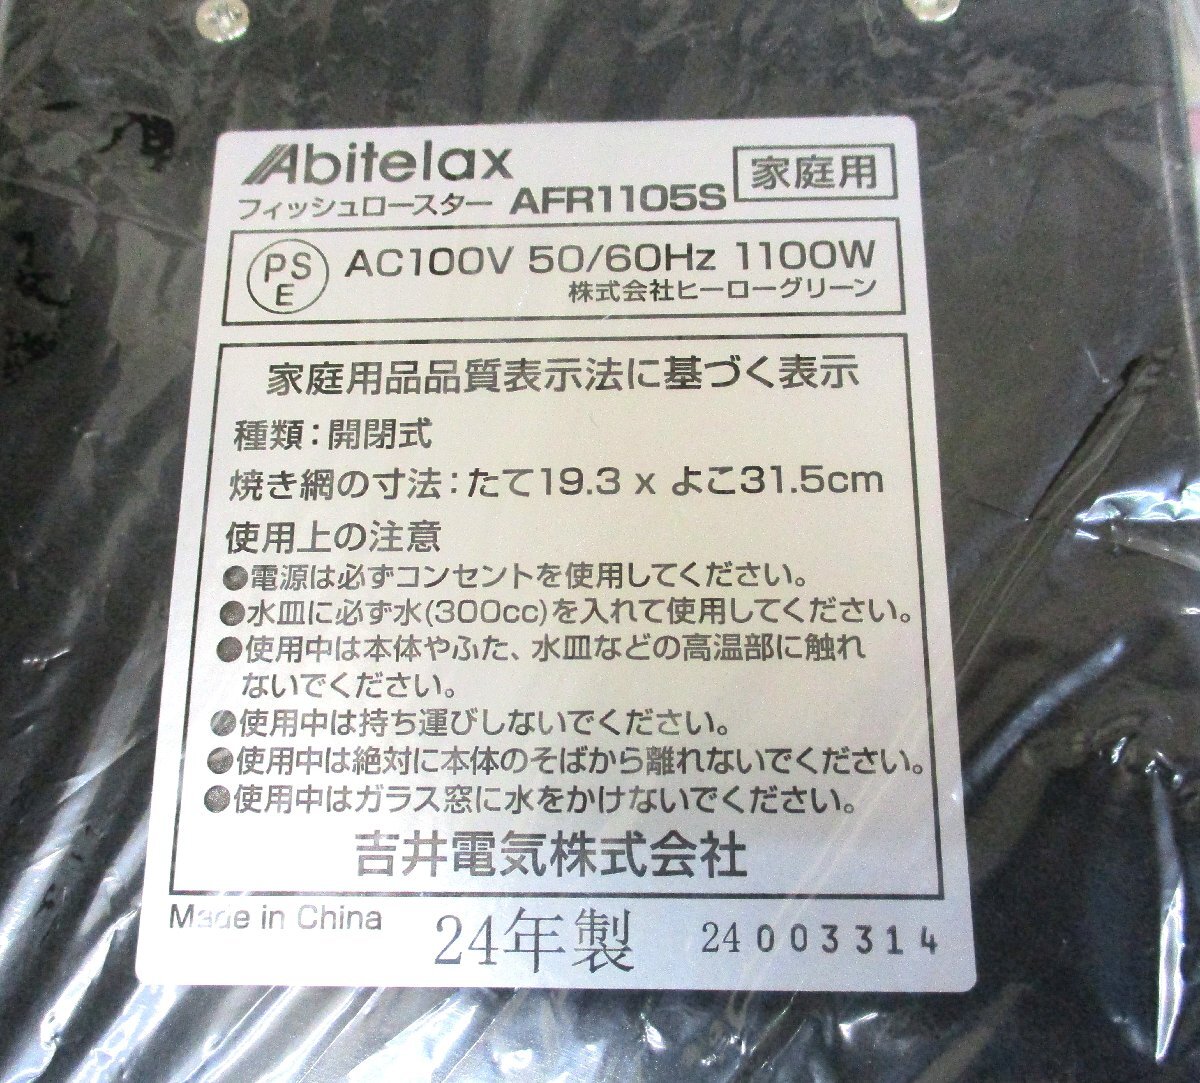 Abitelax
フィッシュロースター AFR1105S
家庭用
PS
E
AC100V 50/60Hz 1100W
株式会社ヒーローグリーン
家庭用品品質表示法に基づく表示
種類：開閉式
焼き網の寸法：たて19.3 x よこ31.5cm
使用上の注意
●電源は必ずコンセントを使用してください。
●水皿に必ず水(300cc)を入れて使用してください。
●使用中は本体やふた、水皿などの高温部に触れ
ないでください。
●使用中は持ち運びしないでください。
●使用中は絶対に本体のそばから離れないでください。
●使用中はガラス窓に水をかけないでください。
吉井電気株式会社
Made in China
24年製
24003314